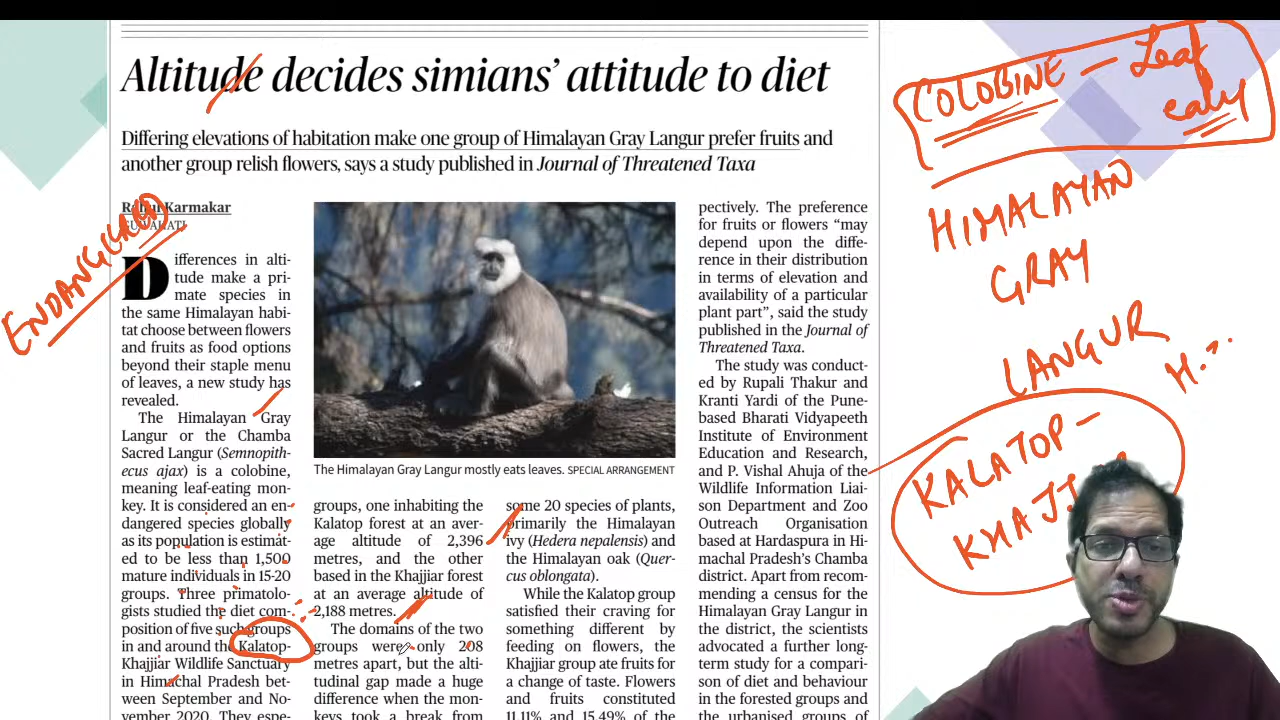 Altitude decides simians' attitude to diet
Differing elevations of habitation make one group of Himalayan Gray Langur prefer fruits and
another group relish flowers, says a study published in Journal of Threatened Taxa
Karmakar
GUWAHATI
Differences in alti-
tude make a pri-
mate species in
the same Himalayan habi-
tat choose between flowers
and fruits as food options
beyond their staple menu
of leaves, a new study has
revealed.
The Himalayan Gray
Langur or the Chamba
Sacred Langur (Semnopith-
ecus ajax) is a colobine,
meaning leaf-eating mon-
key. It is considered an en-
dangered species globally
as its population is estimat-
ed to be less than 1,500
mature individuals in 15-20
groups. Three primatolo-
gists studied the diet com-
position of five such groups
in and around the Kalatop-
Khajjiar Wildlife Sanctuary
in Himachal Pradesh bet-
ween September and No-
vember 2020. They espe-
The Himalayan Gray Langur mostly eats leaves. SPECIAL ARRANGEMENT
groups, one inhabiting the
Kalatop forest at an aver-
age altitude of 2,396
metres, and the other
based in the Khajjiar forest
at an average altitude of
2,188 metres.
The domains of the two
groups were only 208
metres apart, but the alti-
tudinal gap made a huge
difference when the mon-
keys took a break from
some 20 species of plants,
primarily the Himalayan
ivy (Hedera nepalensis) and
the Himalayan oak (Quer-
cus oblongata).
While the Kalatop group
satisfied their craving for
something different by
feeding on flowers, the
Khajjiar group ate fruits for
a change of taste. Flowers
and fruits constituted
11.11% and 15.49% of the
pectively. The preference
for fruits or flowers "may
depend upon the diffe-
rence in their distribution
in terms of elevation and
availability of a particular
plant part", said the study
published in the Journal of
Threatened Taxa.
The study was conduct-
ed by Rupali Thakur and
Kranti Yardi of the Pune-
based Bharati Vidyapeeth
Institute of Environment
Education and Research,
and P. Vishal Ahuja of the
Wildlife Information Liai-
son Department and Zoo
Outreach Organisation
based at Hardaspura in Hi-
machal Pradesh's Chamba
district. Apart from recom-
mending a census for the
Himalayan Gray Langur in
the district, the scientists
advocated a further long-
term study for a compari-
son of diet and behaviour
in the forested groups and
the urbanised groups of
COLOBINE - Leaf
HIMALAYAN
GRAY
LANGUR
KALATOP -